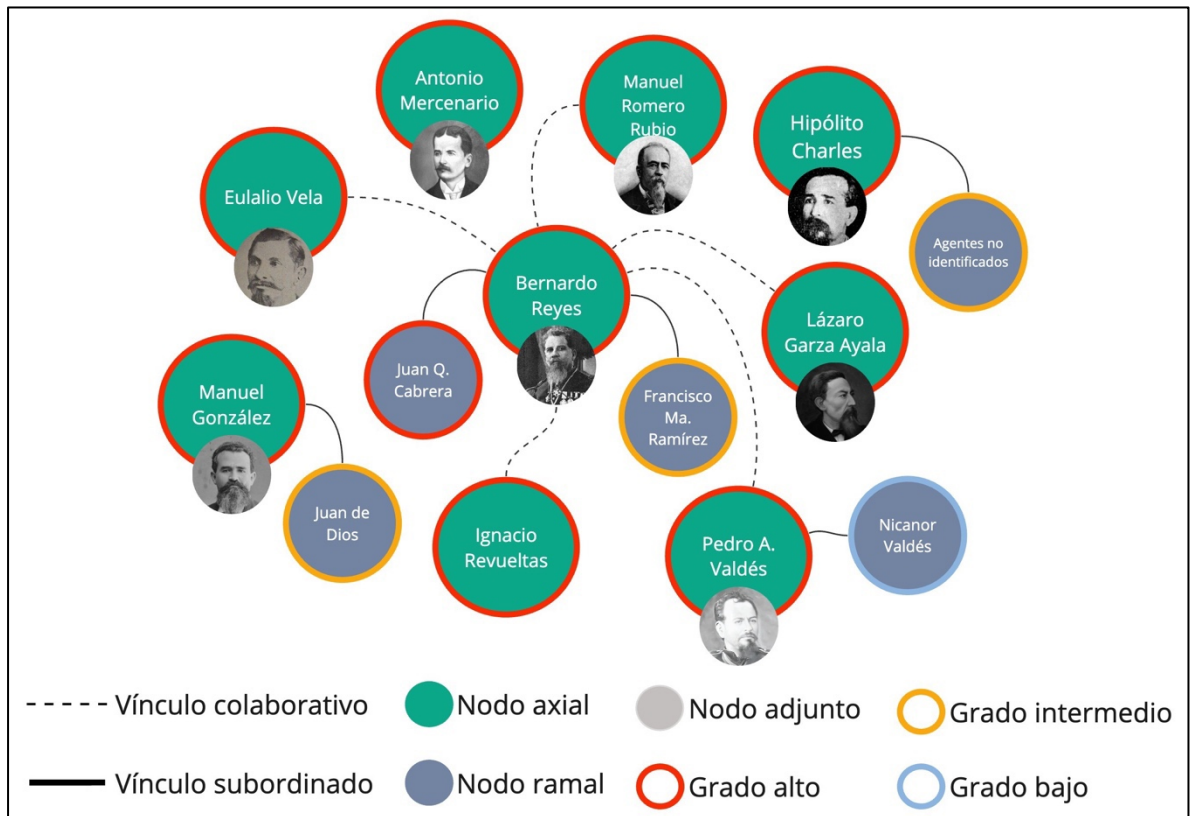 Antonio
Mercenario
Manuel
Romero
Rubio
Hipólito
Charles
Eulalio Vela
Agentes no
identificados
Bernardo
Reyes
Lázaro
Garza Ayala
Juan Q.
Cabrera
Francisco
Ma.
Ramírez
Manuel
González
Juan de
Dios
Ignacio
Revueltas
Pedro A.
Valdés
Nicanor
Valdés
Vínculo colaborativo
Nodo axial
Nodo adjunto
Grado intermedio
Vínculo subordinado
Nodo ramal
Grado alto
Grado bajo